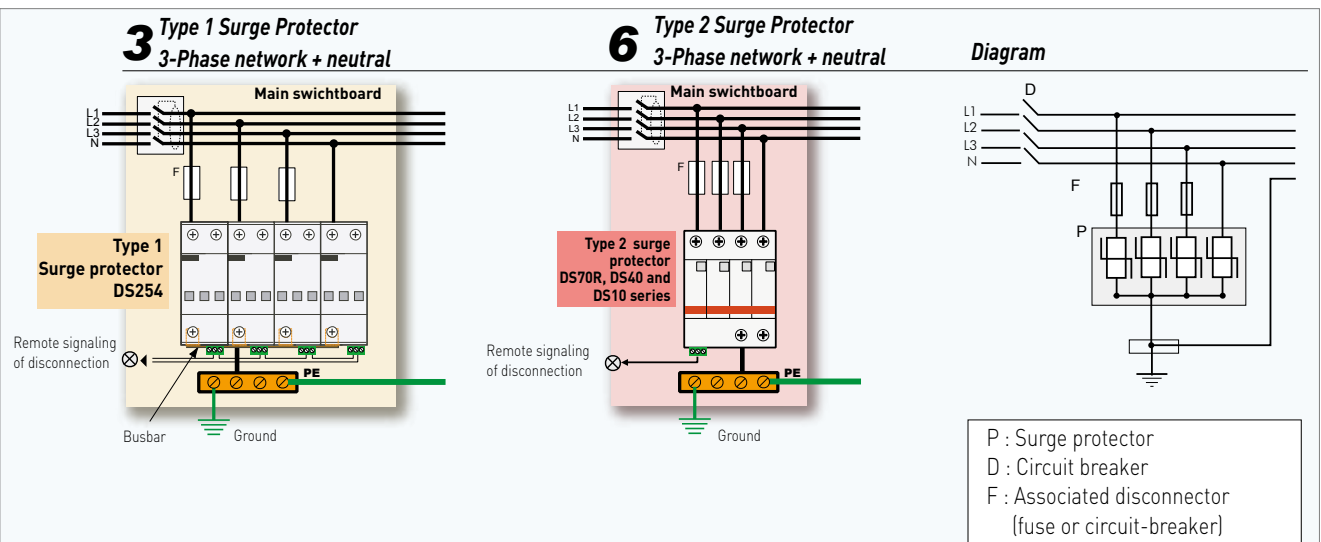 3 Type 1 Surge Protector
3-Phase network + neutral
Main swichtboard
L1
L2
L3
N
F
Type 1
Surge protector
DS254
Remote signaling
of disconnection
PE
Busbar
Ground
6 Type 2 Surge Protector
3-Phase network + neutral
Main swichtboard
L1
L2
L3
N
F
Type 2 surge
protector
DS70R, DS40 and
DS10 series
Remote signaling
of disconnection
PE
Ground
Diagram
D
L1
L2
L3
N
F
P
P : Surge protector
D : Circuit breaker
F : Associated disconnector
(fuse or circuit-breaker)